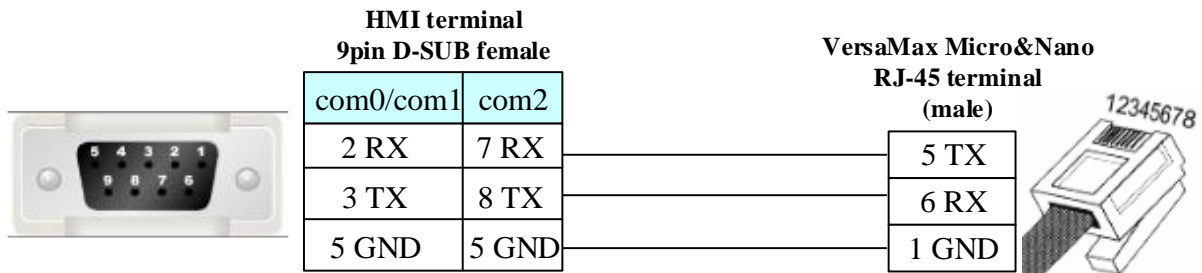 HMI terminal
9pin D-SUB female
VersaMax Micro&Nano
RJ-45 terminal
(male)
com0/com1 com2
2 RX 7 RX
3 TX 8 TX
5 GND 5 GND
5 TX
6 RX
1 GND
5 4 3 2 1
9 8 7 6
12345678